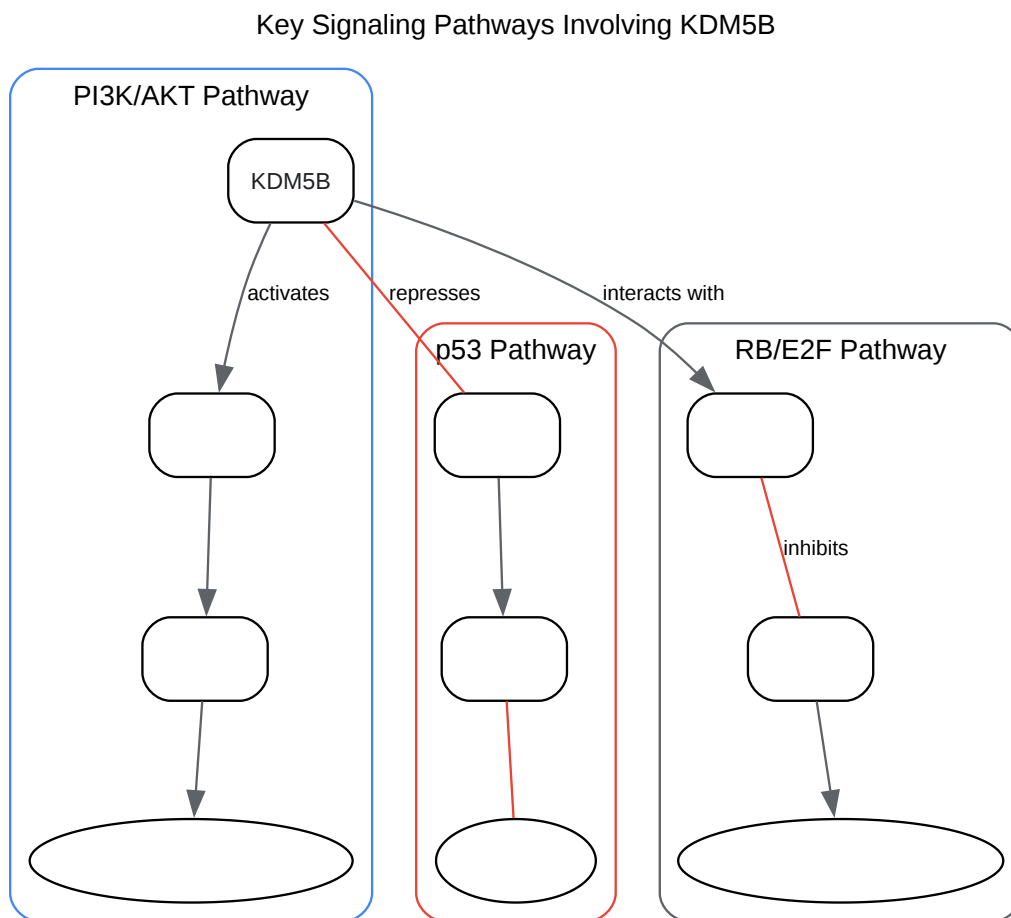 Key Signaling Pathways Involving KDM5B
PI3K/AKT Pathway
KDM5B
activates
represses
interacts with
p53 Pathway
RB/E2F Pathway
inhibits